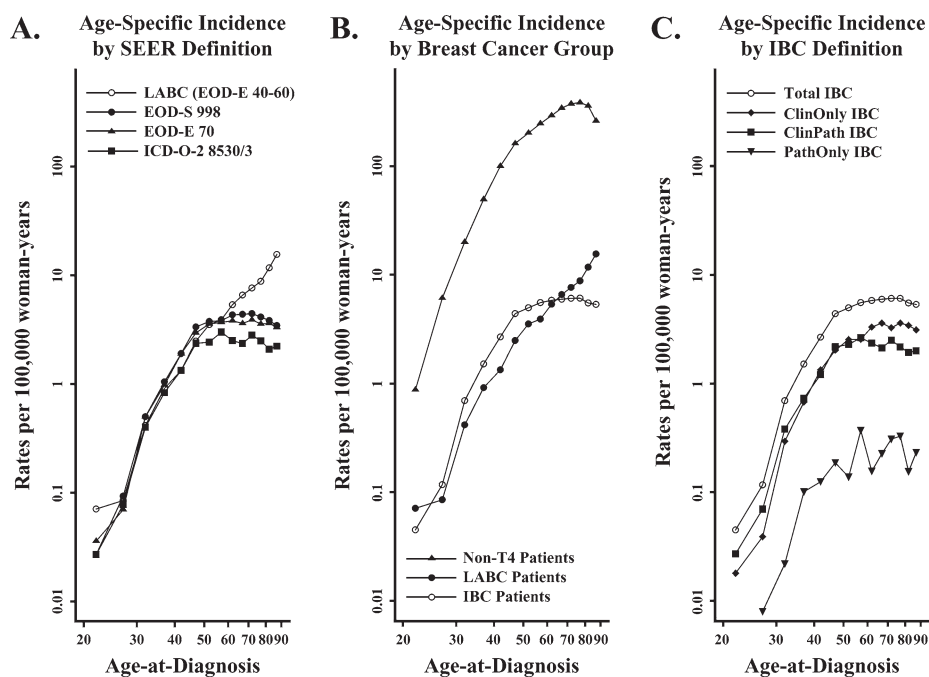 A.
Age-Specific Incidence
by SEER Definition
LABC (EOD-E 40-60)
EOD-S 998
EOD-E 70
ICD-O-2 8530/3
Rates per 100,000 woman-years
100
10
1
0.1
0.01
20 30 40 50 60 70 80 90
Age-at-Diagnosis
B.
Age-Specific Incidence
by Breast Cancer Group
Rates per 100,000 woman-years
100
10
1
0.1
0.01
Non-T4 Patients
LABC Patients
IBC Patients
20 30 40 50 60 70 80 90
Age-at-Diagnosis
C.
Age-Specific Incidence
by IBC Definition
Total IBC
ClinOnly IBC
ClinPath IBC
PathOnly IBC
Rates per 100,000 woman-years
100
10
1
0.1
0.01
20 30 40 50 60 70 80 90
Age-at-Diagnosis